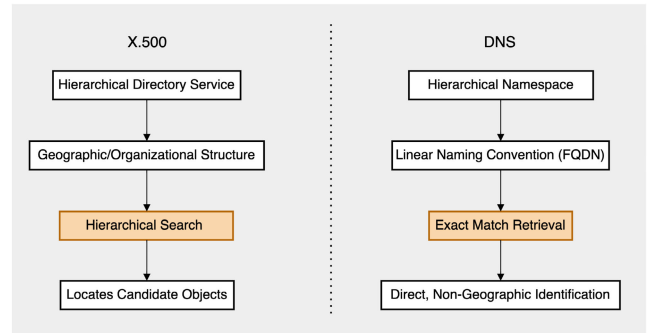 X.500
Hierarchical Directory Service
Geographic/Organizational Structure
Hierarchical Search
Locates Candidate Objects
DNS
Hierarchical Namespace
Linear Naming Convention (FQDN)
Exact Match Retrieval
Direct, Non-Geographic Identification